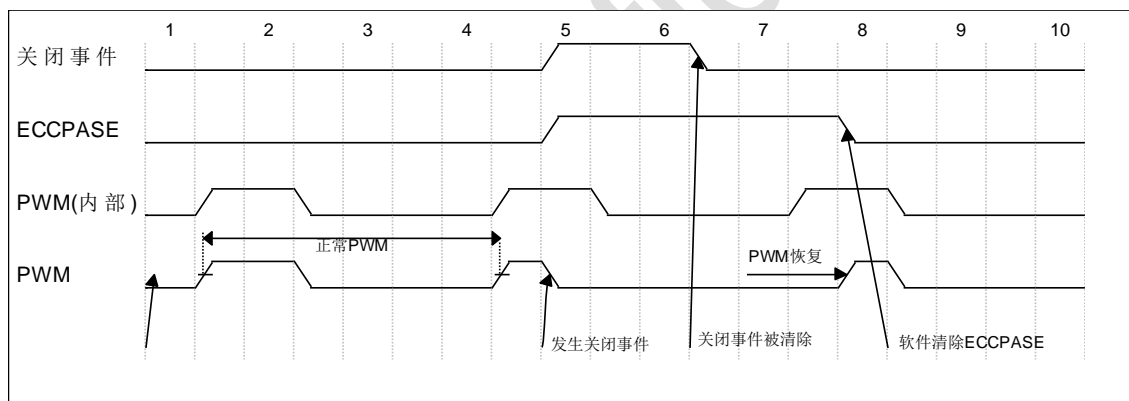 1 2 3 4 5 6 7 8 9 10
关闭事件
ECCPASE
PWM(内部)
正常PWM
PWM
PWM恢复
发生关闭事件
关闭事件被清除
软件清除ECCPASE